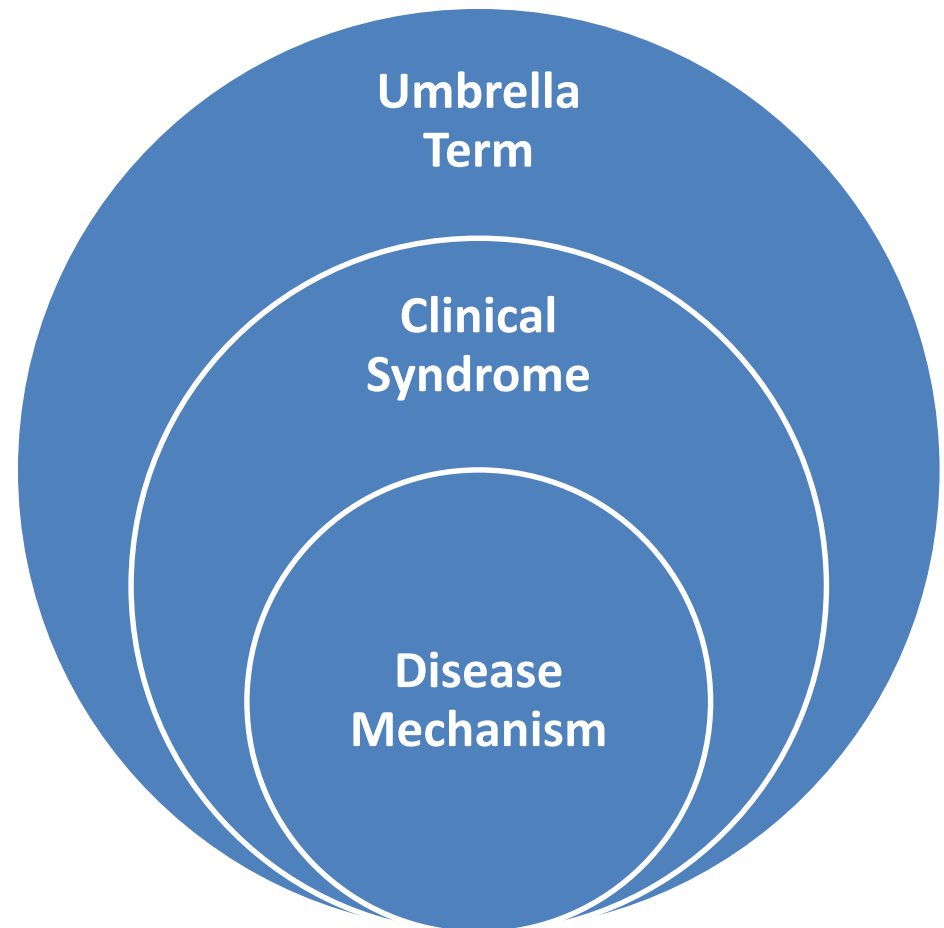 Umbrella
Term
Clinical
Syndrome
Disease
Mechanism